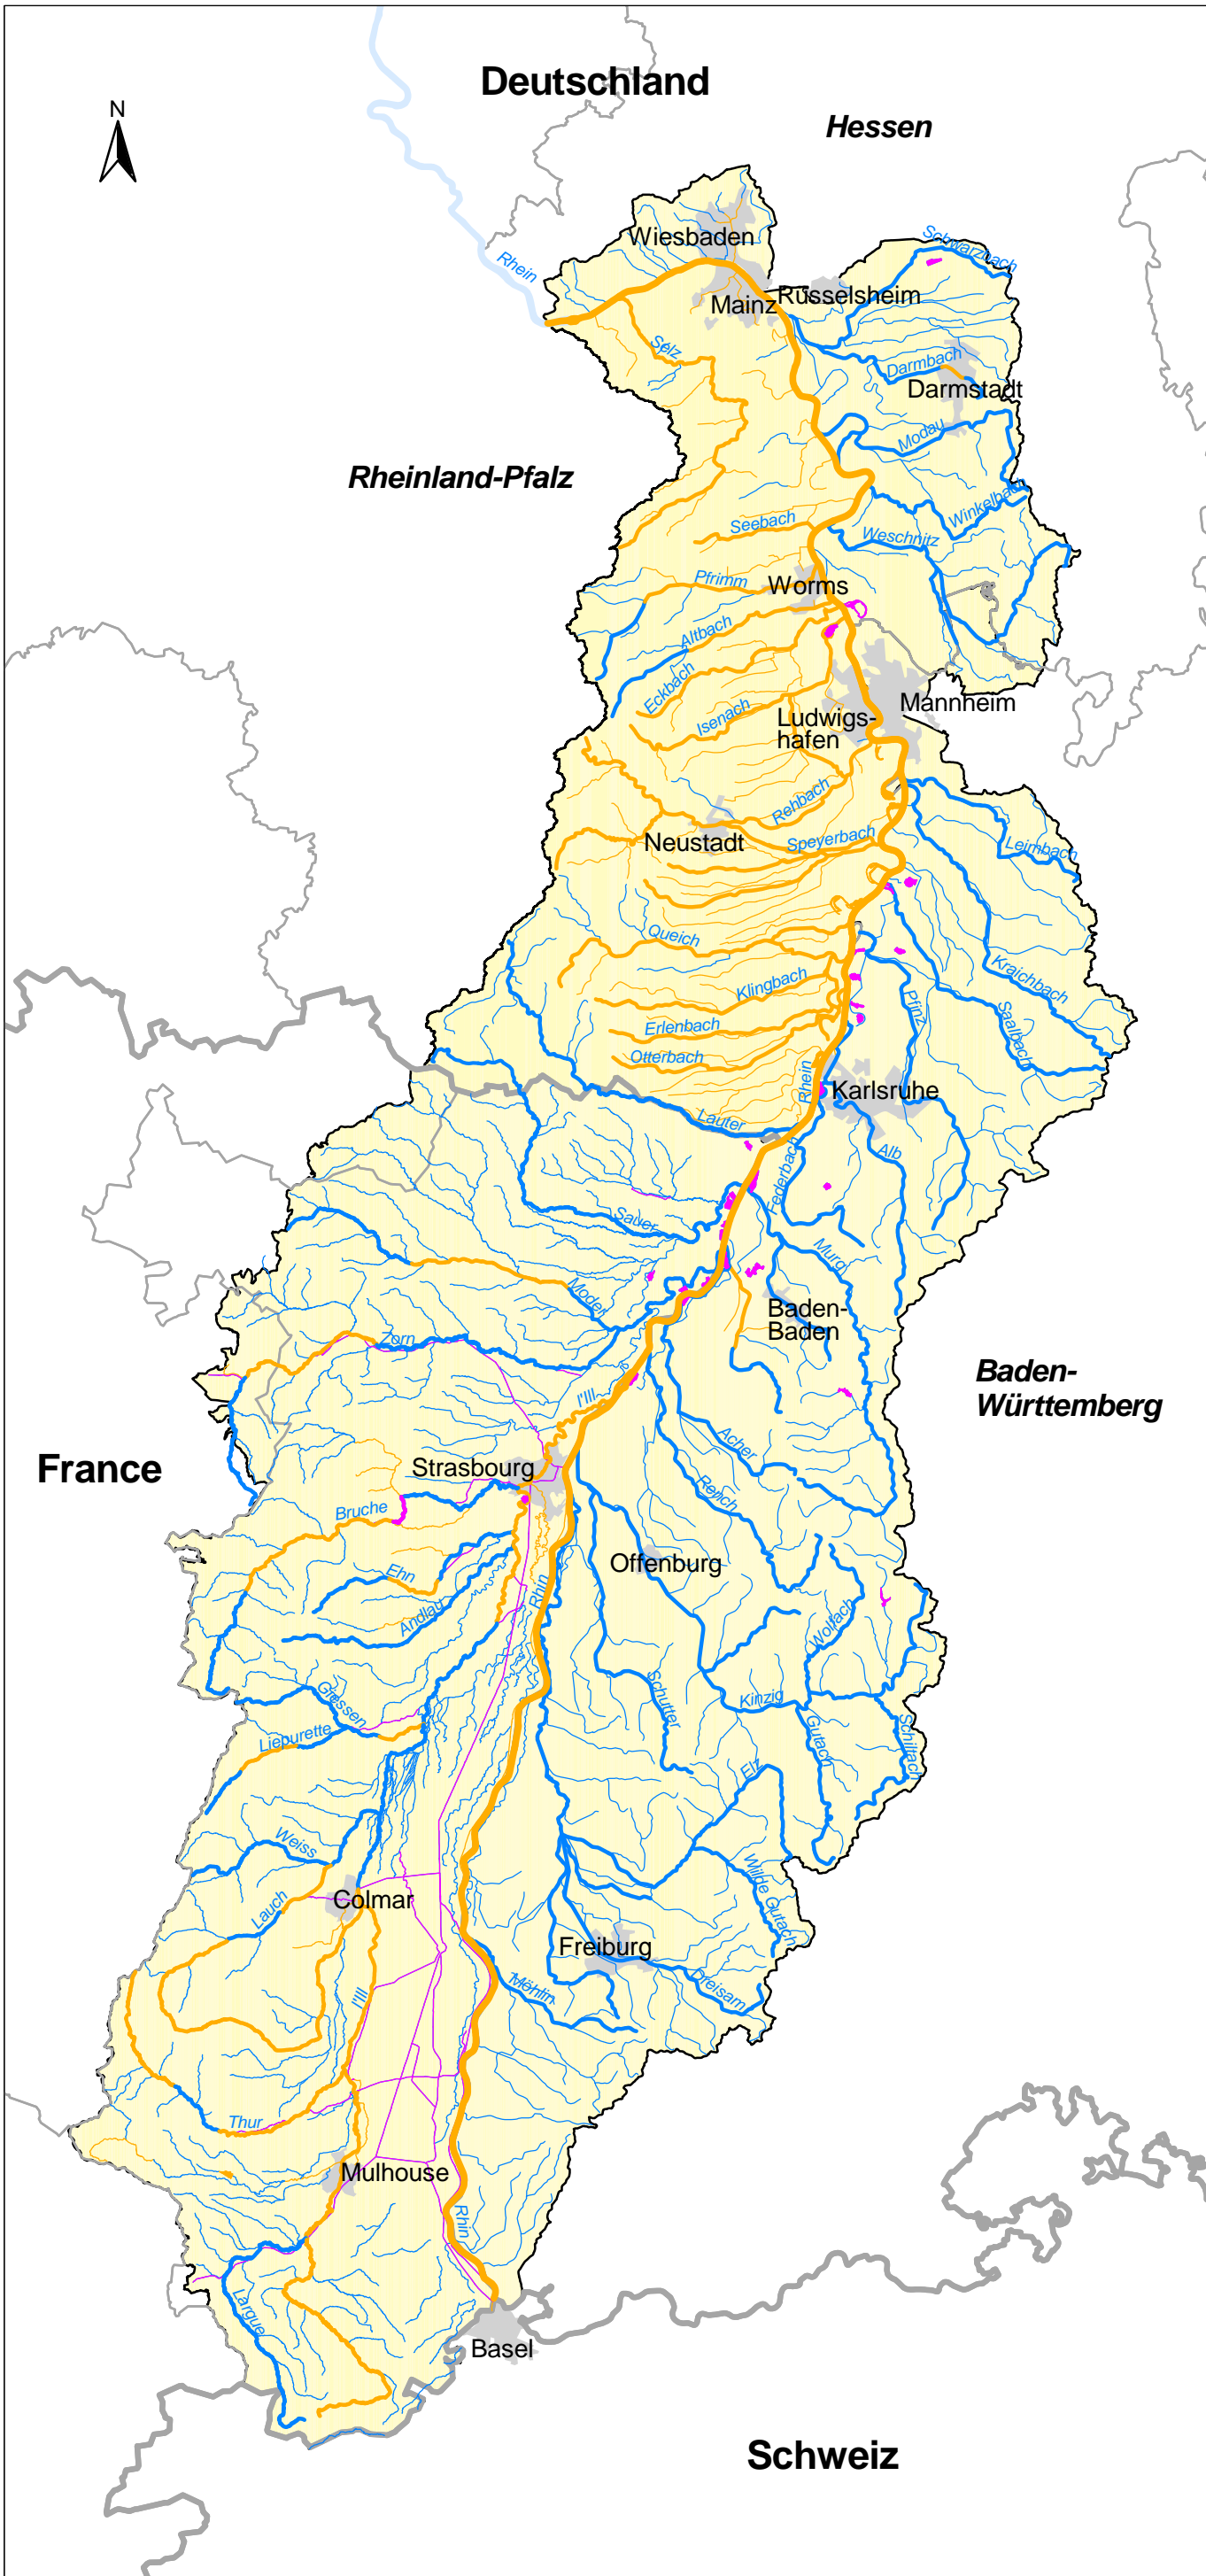 Deutschland
N
Hessen
Schwarzbach
Wiesbaden
Rhein
Mainz
Rüsselsheim
Selz
Darmbach
Darmstadt
Modau
Rheinland-Pfalz
Winkelbach
Seebach
Weschnitz
Pfrimm
Worms
Altbach
Eckbach
Isenach
Mannheim
Ludwigs-
hafen
Rehbach
Neustadt
Speyerbach
Leimbach
Queich
Kraichbach
Klingbach
Pfinz
Saalbach
Erlenbach
Otterbach
Rhein
Karlsruhe
Lauter
Alb
Federbach
Sauer
Murg
Moder
Baden-
Baden
Zorn
Baden-
Württemberg
l'Ill
Acher
France
Strasbourg
Rench
Bruche
Offenburg
Ehn
Rhin
Andlau
Wolfach
Schutter
Giessen
Kinzig
Liepurette
Gutach
Schiltach
Elz
Weiss
Wilde Gutach
Colmar
Lauch
Freiburg
Möhlin
Dreisam
l'Ill
Thur
Mulhouse
Rhin
Largue
Basel
Schweiz